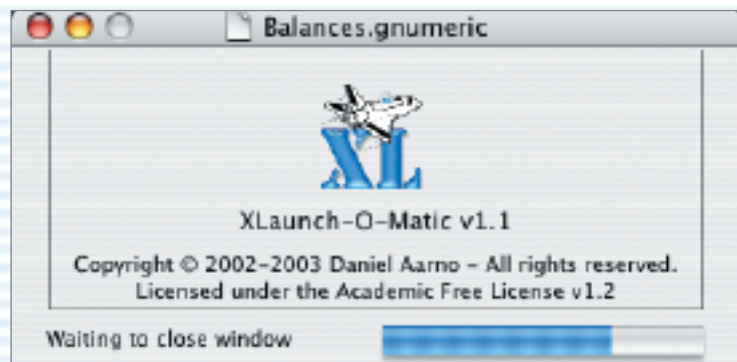 Balances.gnumeric
XL
XLaunch-O-Matic v1.1
Copyright © 2002-2003 Daniel Aarno - All rights reserved.
Licensed under the Academic Free License v1.2
Waiting to close window